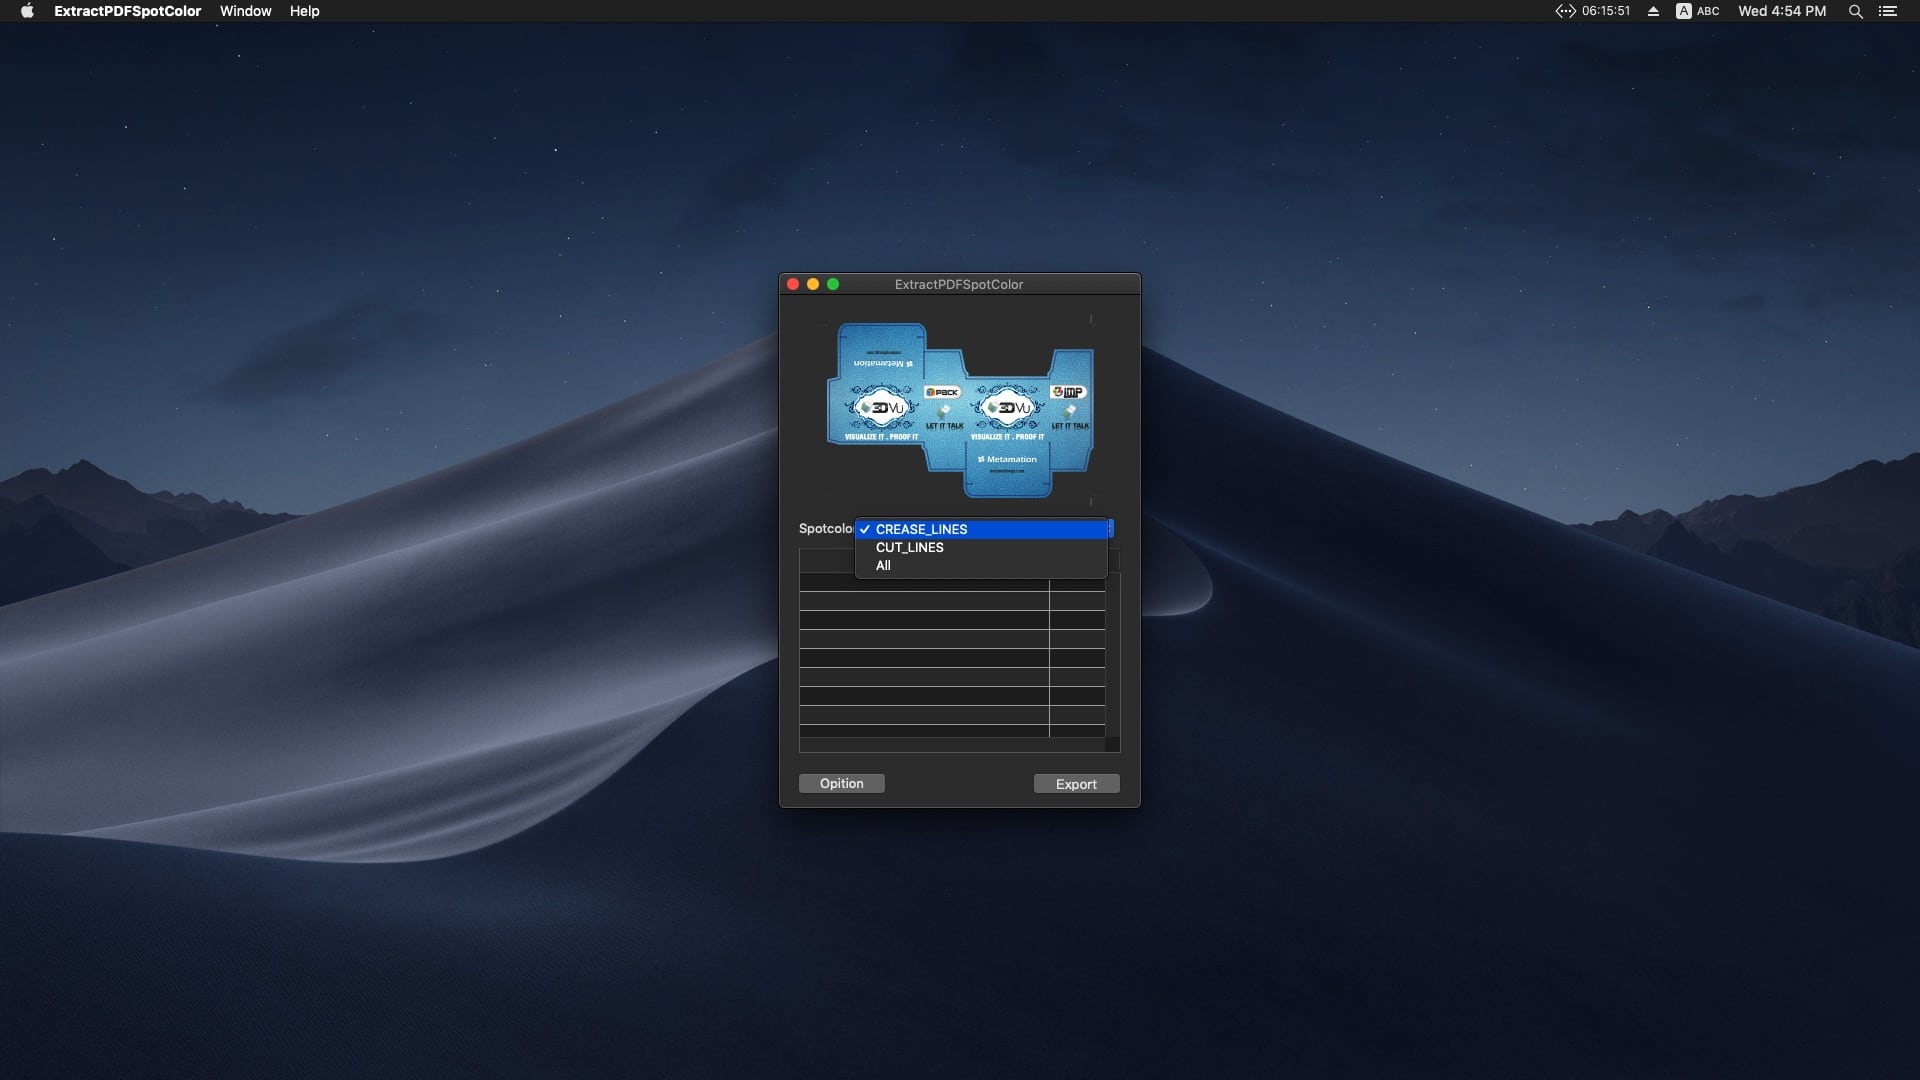 ExtractPDFSpotColor Window Help
06:15:51 A ABC Wed 4:54 PM
ExtractPDFSpotColor
Metamation
PACK
IMP
3DVu
3DVu
LET IT TALK
LET IT TALK
VISUALIZE IT . PROOF IT
VISUALIZE IT . PROOF IT
Metamation
Spotcolor
CREASE_LINES
CUT_LINES
All
Opition
Export